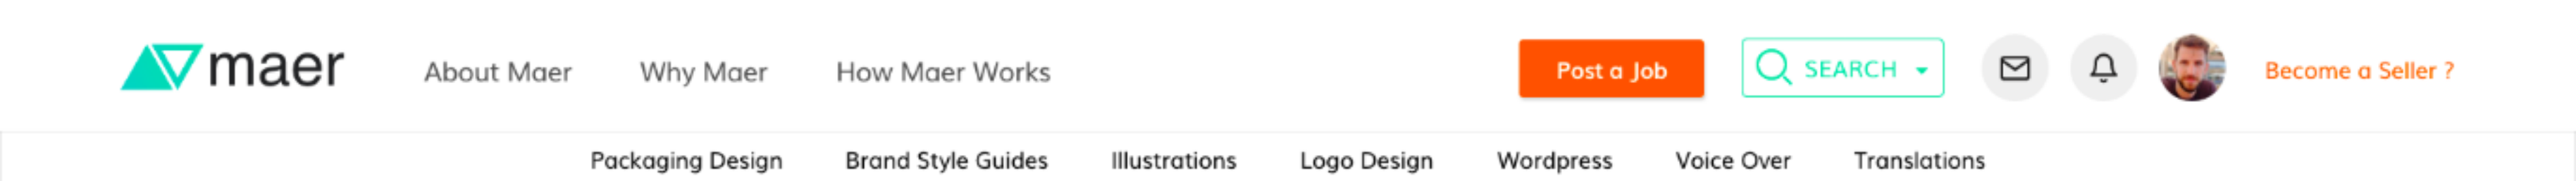 maer About Maer Why Maer How Maer Works Post a Job SEARCH Become a Seller ?
Packaging Design Brand Style Guides Illustrations Logo Design Wordpress Voice Over Translations